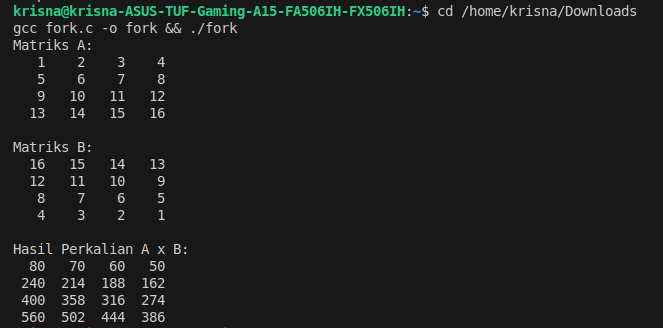 krisna@krisna-ASUS-TUF-Gaming-A15-FA506IH-FX506IH:~$ cd /home/krisna/Downloads
gcc fork.c -o fork && ./fork
Matriks A:
1 2 3 4
5 6 7 8
9 10 11 12
13 14 15 16
Matriks B:
16 15 14 13
12 11 10 9
8 7 6 5
4 3 2 1
Hasil Perkalian A x B:
80 70 60 50
240 214 188 162
400 358 316 274
560 502 444 386